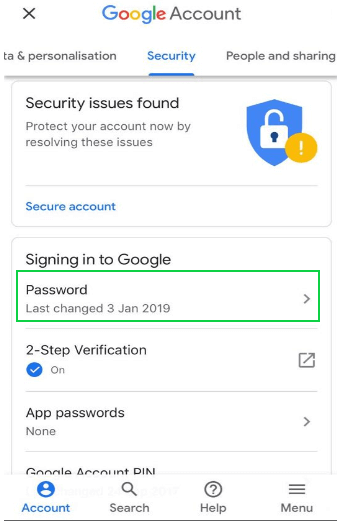 Google Account
ta & personalisation Security People and sharing
Security issues found
Protect your account now by
resolving these issues
Secure account
Signing in to Google
Password
Last changed 3 Jan 2019
2-Step Verification
On
App passwords
None
Google Account PIN
Account Search Help Menu